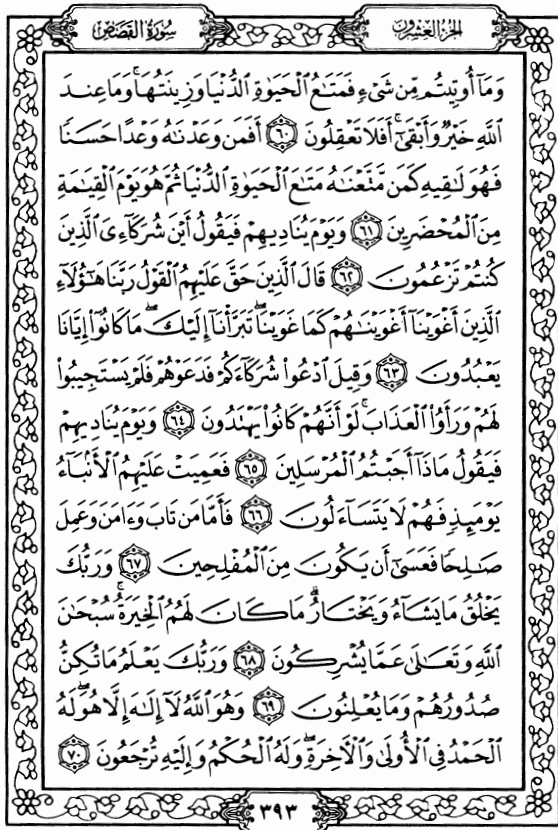 الجزء العشرون
سورة القصص
وَمَآ أُوتِيتُم مِّن شَىْءٍ فَمَتَٰعُ ٱلْحَيَوٰةِ ٱلدُّنْيَا وَزِينَتُهَا ۚ وَمَا عِندَ
ٱللَّهِ خَيْرٌ وَأَبْقَىٰٓ ۚ أَفَلَا تَعْقِلُونَ ٦٠ أَفَمَن وَعَدْنَٰهُ وَعْدًا حَسَنًا
فَهُوَ لَٰقِيهِ كَمَن مَّتَّعْنَٰهُ مَتَٰعَ ٱلْحَيَوٰةِ ٱلدُّنْيَا ثُمَّ هُوَ يَوْمَ ٱلْقِيَٰمَةِ
مِنَ ٱلْمُحْضَرِينَ ٦١ وَيَوْمَ يُنَادِيهِمْ فَيَقُولُ أَيْنَ شُرَكَآءِىَ ٱلَّذِينَ
كُنتُمْ تَزْعُمُونَ ٦٢ قَالَ ٱلَّذِينَ حَقَّ عَلَيْهِمُ ٱلْقَوْلُ رَبَّنَا هَٰٓؤُلَآءِ
ٱلَّذِينَ أَغْوَيْنَآ أَغْوَيْنَٰهُمْ كَمَا غَوَيْنَا ۖ تَبَرَّأْنَآ إِلَيْكَ ۖ مَا كَانُوٓا۟ إِيَّانَا
يَعْبُدُونَ ٦٣ وَقِيلَ ٱدْعُوا۟ شُرَكَآءَكُمْ فَدَعَوْهُمْ فَلَمْ يَسْتَجِيبُوا۟
لَهُمْ وَرَأَوُا۟ ٱلْعَذَابَ ۚ لَوْ أَنَّهُمْ كَانُوا۟ يَهْتَدُونَ ٦٤ وَيَوْمَ يُنَادِيهِمْ
فَيَقُولُ مَاذَآ أَجَبْتُمُ ٱلْمُرْسَلِينَ ٦٥ فَعَمِيَتْ عَلَيْهِمُ ٱلْأَنۢبَآءُ
يَوْمَئِذٍ فَهُمْ لَا يَتَسَآءَلُونَ ٦٦ فَأَمَّا مَن تَابَ وَءَامَنَ وَعَمِلَ
صَٰلِحًا فَعَسَىٰٓ أَن يَكُونَ مِنَ ٱلْمُفْلِحِينَ ٦٧ وَرَبُّكَ
يَخْلُقُ مَا يَشَآءُ وَيَخْتَارُ ۗ مَا كَانَ لَهُمُ ٱلْخِيَرَةُ ۚ سُبْحَٰنَ
ٱللَّهِ وَتَعَٰلَىٰ عَمَّا يُشْرِكُونَ ٦٨ وَرَبُّكَ يَعْلَمُ مَا تُكِنُّ
صُدُورُهُمْ وَمَا يُعْلِنُونَ ٦٩ وَهُوَ ٱللَّهُ لَآ إِلَٰهَ إِلَّا هُوَ ۖ لَهُ
ٱلْحَمْدُ فِى ٱلْأُولَىٰ وَٱلْءَاخِرَةِ ۖ وَلَهُ ٱلْحُكْمُ وَإِلَيْهِ تُرْجَعُونَ ٧٠
٣٩٣